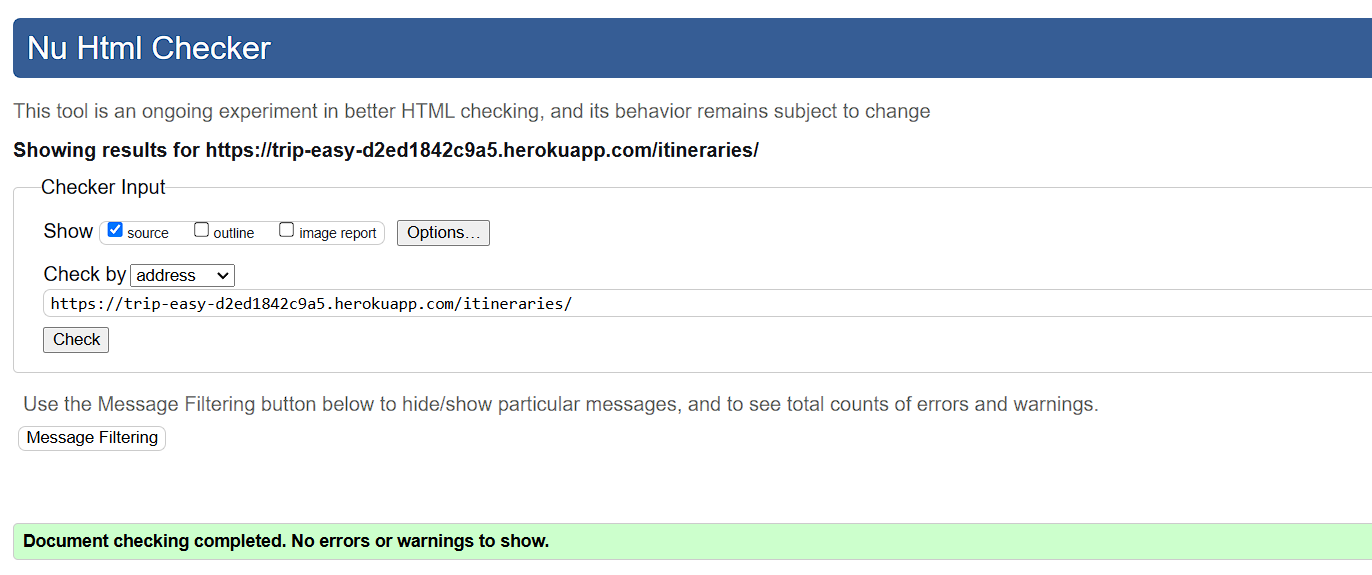 Nu Html Checker
This tool is an ongoing experiment in better HTML checking, and its behavior remains subject to change
Showing results for https://trip-easy-d2ed1842c9a5.herokuapp.com/itineraries/
Checker Input
Show source outline image report Options...
Check by address
https://trip-easy-d2ed1842c9a5.herokuapp.com/itineraries/
Check
Use the Message Filtering button below to hide/show particular messages, and to see total counts of errors and warnings.
Message Filtering
Document checking completed. No errors or warnings to show.